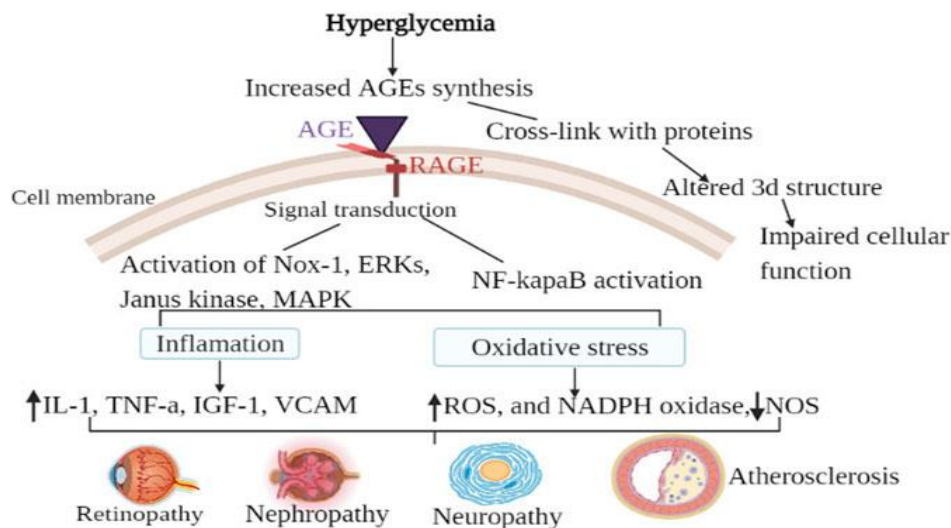 Hyperglycemia
Increased AGEs synthesis
AGE
Cross-link with proteins
RAGE
Altered 3d structure
Cell membrane
Signal transduction
Impaired cellular
function
Activation of Nox-1, ERKs,
Janus kinase, MAPK
NF-kapaB activation
Inflamation
Oxidative stress
IL-1, TNF-a, IGF-1, VCAM
ROS, and NADPH oxidase, NOS
Retinopathy
Nephropathy
Neuropathy
Atherosclerosis